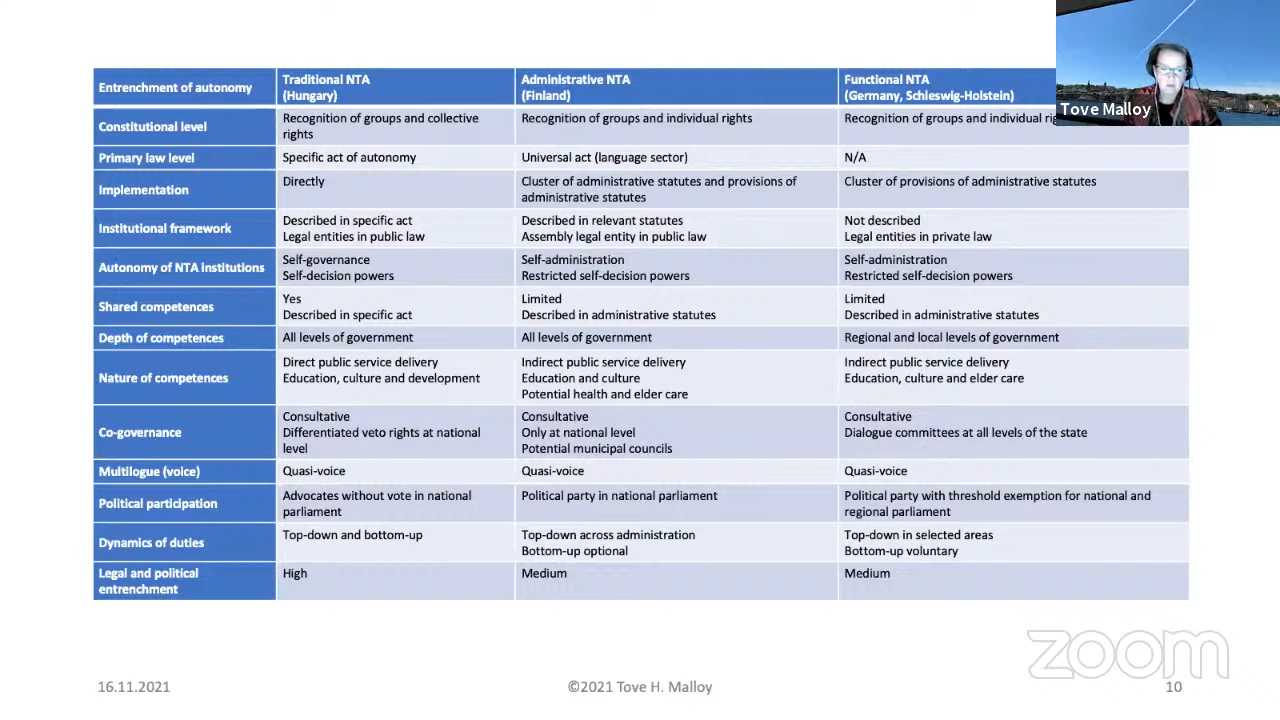 Entrenchment of autonomy
Traditional NTA
(Hungary)
Administrative NTA
(Finland)
Functional NTA
(Germany, Schleswig-Holstein)
Tove Malloy
Constitutional level
Recognition of groups and collective
rights
Recognition of groups and individual rights
Recognition of groups and individual
Primary law level
Specific act of autonomy
Universal act (language sector)
N/A
Implementation
Directly
Cluster of administrative statutes and provisions of
administrative statutes
Cluster of provisions of administrative statutes
Institutional framework
Described in specific act
Legal entities in public law
Described in relevant statutes
Assembly legal entity in public law
Not described
Legal entities in private law
Autonomy of NTA institutions
Self-governance
Self-decision powers
Self-administration
Restricted self-decision powers
Self-administration
Restricted self-decision powers
Shared competences
Yes
Described in specific act
Limited
Described in administrative statutes
Limited
Described in administrative statutes
Depth of competences
All levels of government
All levels of government
Regional and local levels of government
Nature of competences
Direct public service delivery
Education, culture and development
Indirect public service delivery
Education and culture
Potential health and elder care
Indirect public service delivery
Education, culture and elder care
Co-governance
Consultative
Differentiated veto rights at national
level
Consultative
Only at national level
Potential municipal councils
Consultative
Dialogue committees at all levels of the state
Multilogue (voice)
Quasi-voice
Quasi-voice
Quasi-voice
Political participation
Advocates without vote in national
parliament
Political party in national parliament
Political party with threshold exemption for national and
regional parliament
Dynamics of duties
Top-down and bottom-up
Top-down across administration
Bottom-up optional
Top-down in selected areas
Bottom-up voluntary
Legal and political
entrenchment
High
Medium
Medium
zoom
16.11.2021
©2021 Tove H. Malloy
10